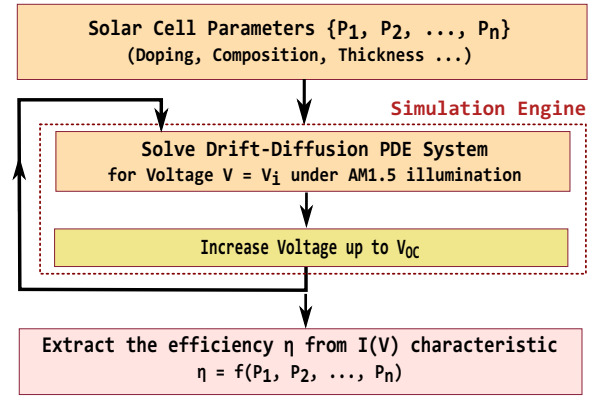 Solar Cell Parameters {P₁, P₂, ..., Pₙ}
(Doping, Composition, Thickness ...)
Simulation Engine
Solve Drift-Diffusion PDE System
for Voltage V = Vᵢ under AM1.5 illumination
Increase Voltage up to V_OC
Extract the efficiency η from I(V) characteristic
η = f(P₁, P₂, ..., Pₙ)